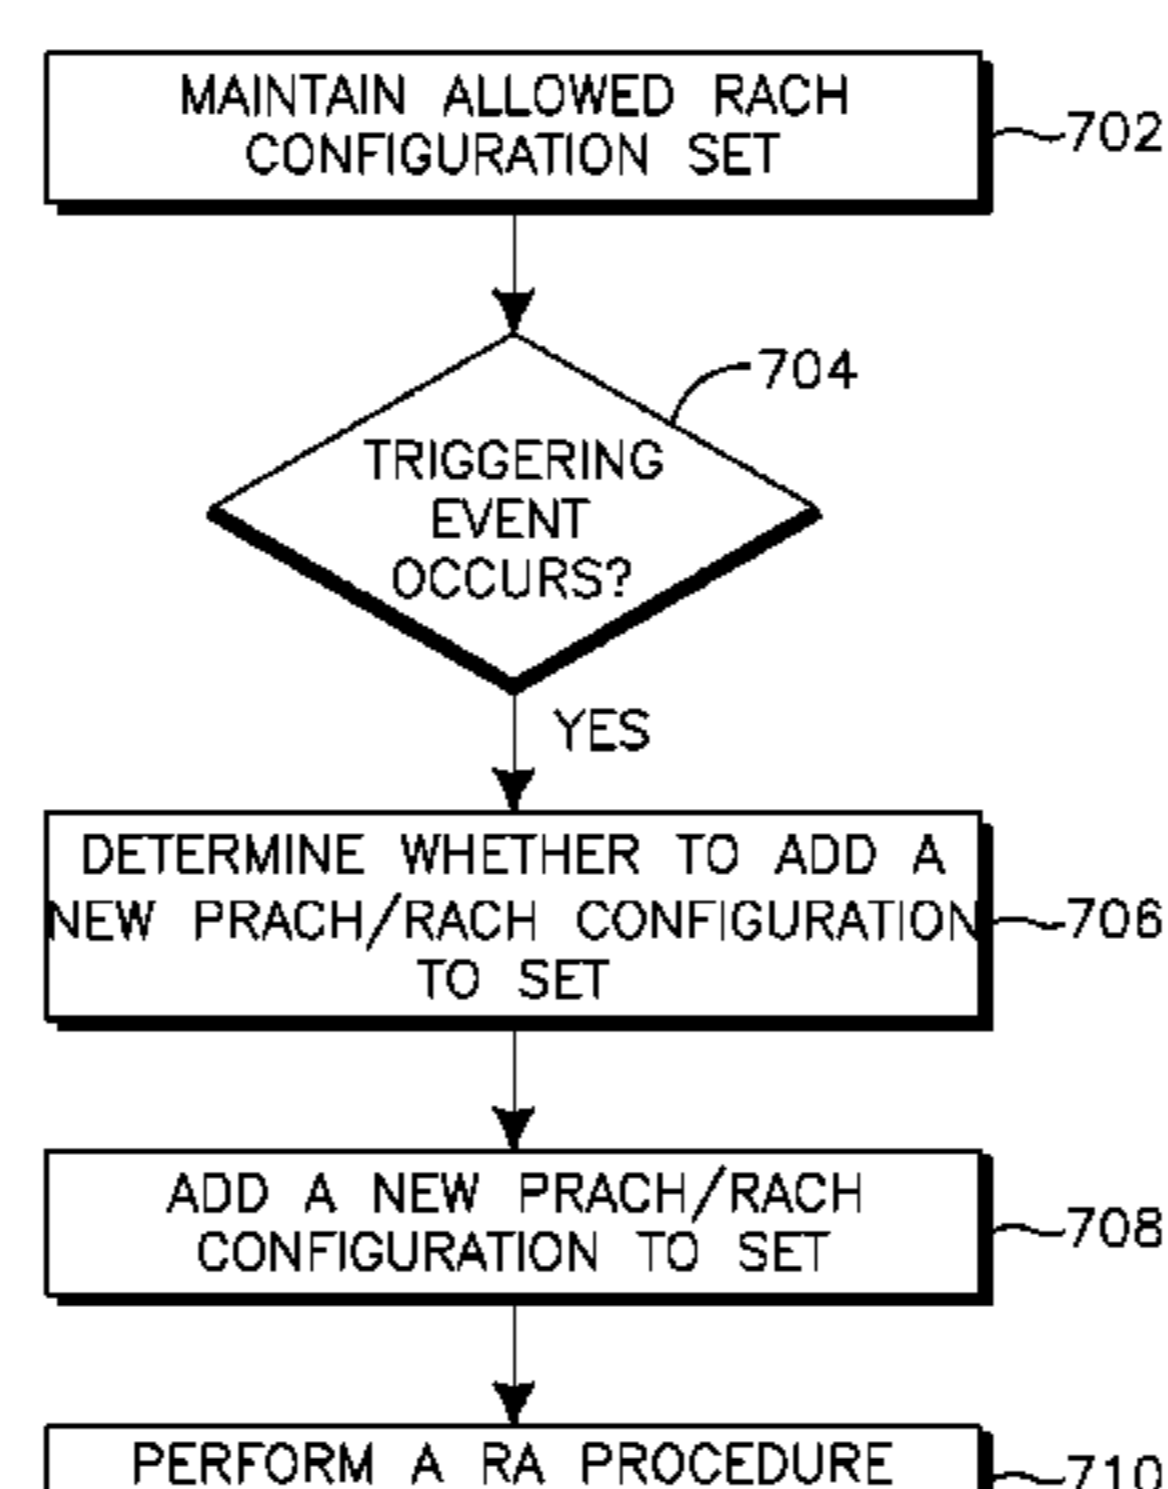 MAINTAIN ALLOWED RACH
CONFIGURATION SET
702
704
TRIGGERING
EVENT
OCCURS?
YES
DETERMINE WHETHER TO ADD A
NEW PRACH/RACH CONFIGURATION
TO SET
706
ADD A NEW PRACH/RACH
CONFIGURATION TO SET
708
PERFORM A RA PROCEDURE
710